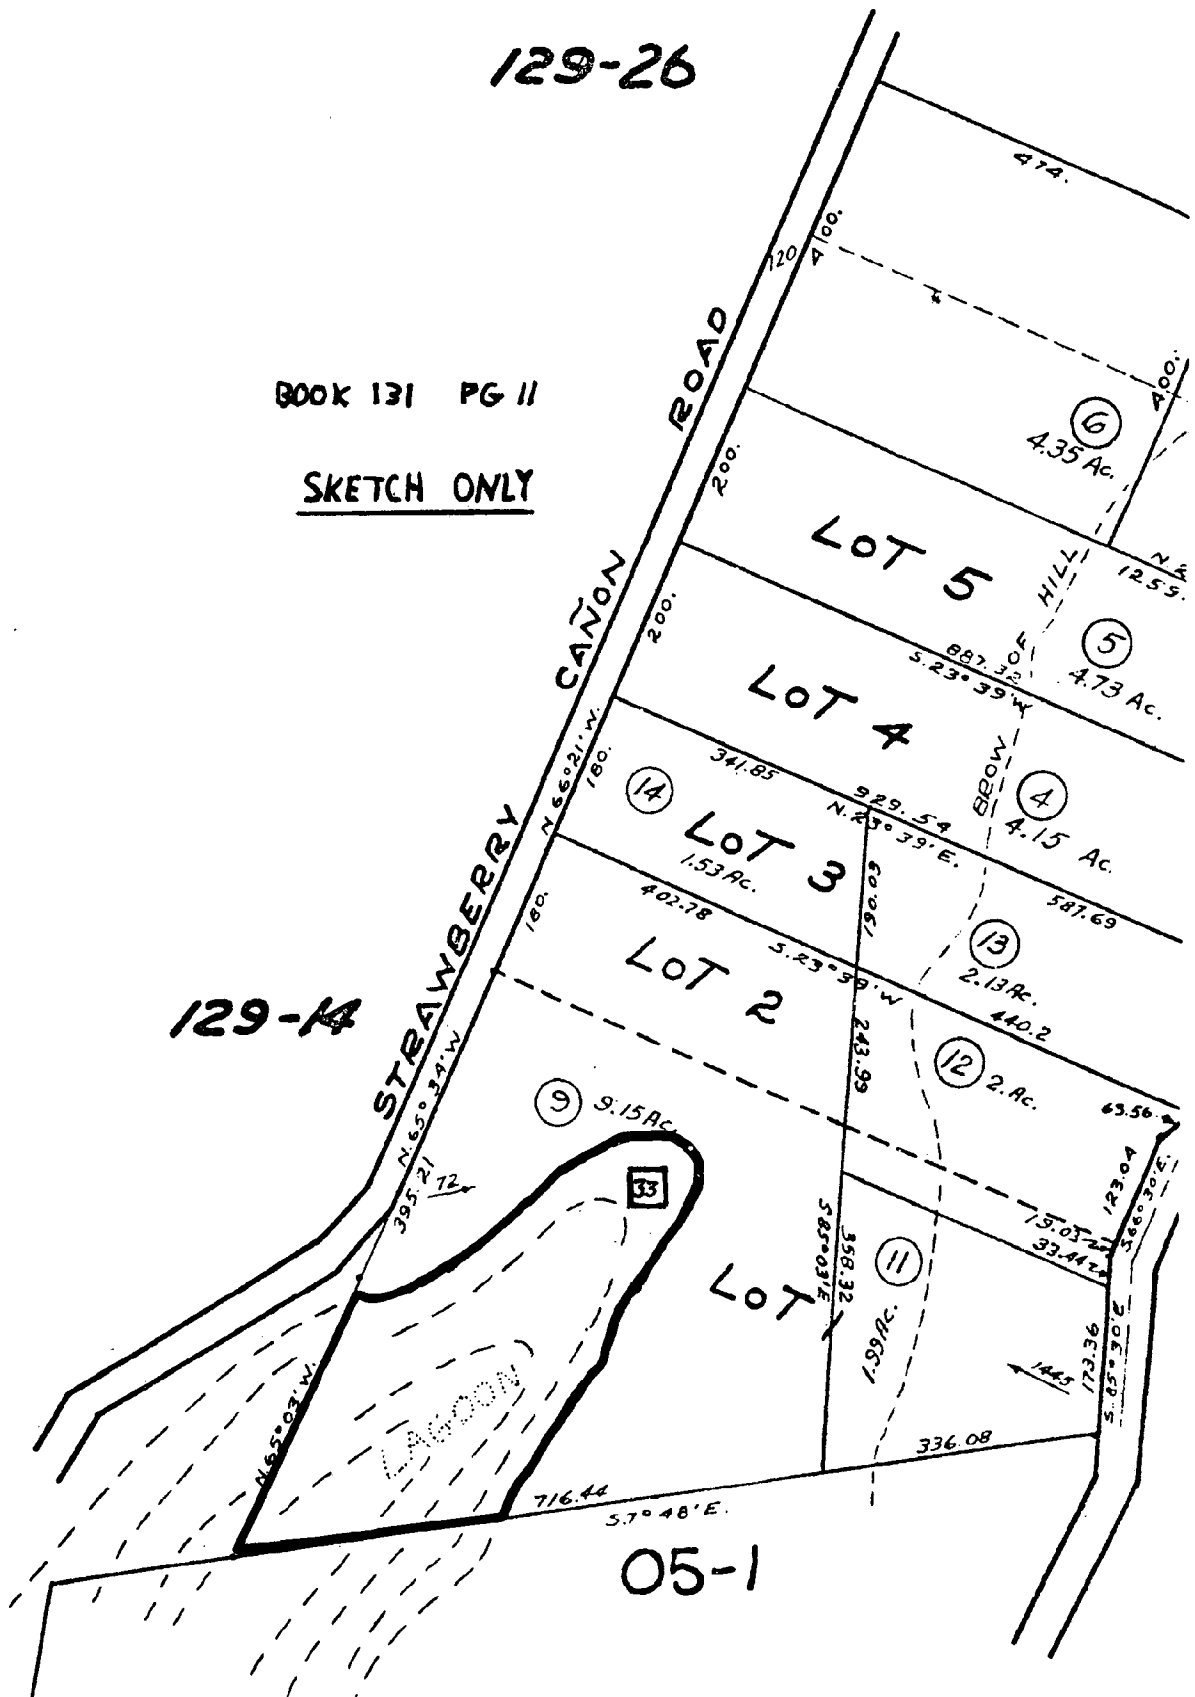 129-26
474.
120
400.
BOOK 131 PG 11
SKETCH ONLY
STRAWBERRY CAÑON ROAD
400.
6
4.35 Ac.
200.
LOT 5
1259.
BROW OF HILL
5
4.73 Ac.
200.
887.32
S.23°39'W
LOT 4
N 66°21'W.
180.
341.85
14
929.54
N.23°39'E.
4
4.15 Ac.
LOT 3
1.53 Ac.
190.03
587.69
180.
402.78
S.23°39'W
13
2.13 Ac.
LOT 2
440.2
129-14
243.99
12
2. Ac.
N.65°34'W
9
9.15 Ac.
63.56
123.04
S.66°30'E.
395.21
72
33
19.03
33.44
LOT 1
S85°03'E
358.32
11
1.99 Ac.
1445
173.36
S.85°30'E
LAGOON
N.65°03'W.
336.08
716.44
S.7°48'E.
05-1